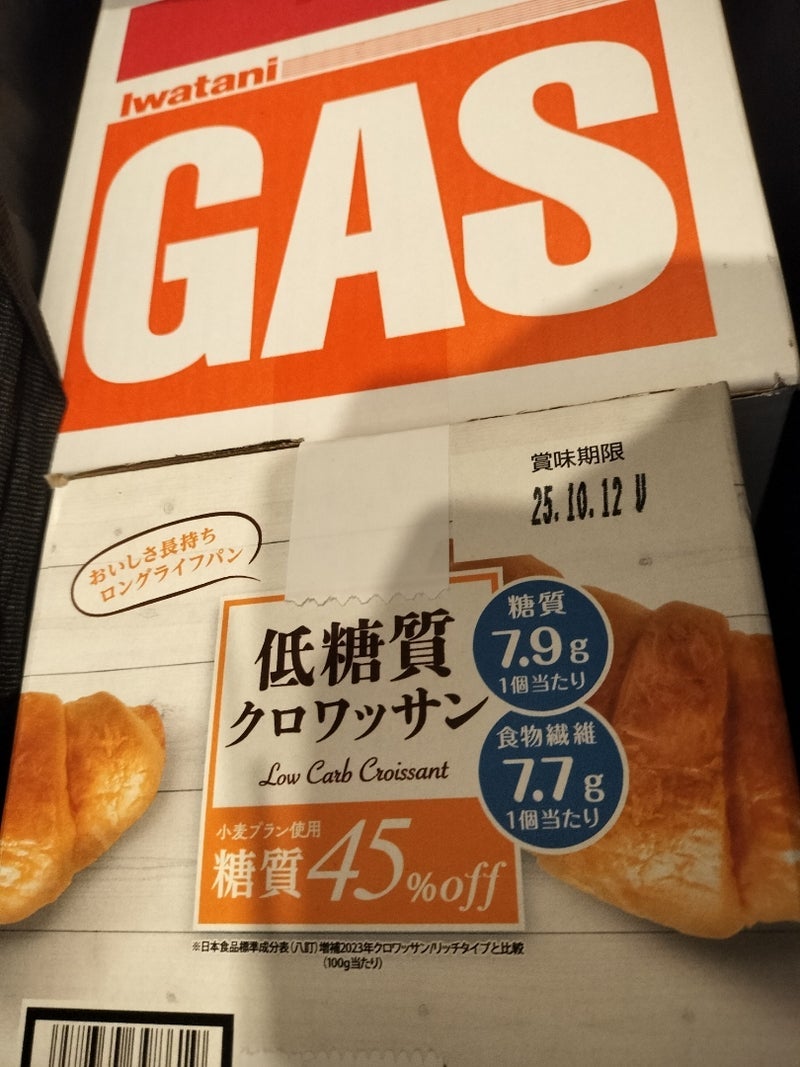 Iwatani
GAS
賞味期限
25.10.12 U
おいしさ長持ち
ロングライフパン
低糖質
クロワッサン
Low Carb Croissant
糖質
7.9g
1個当たり
食物繊維
7.7g
1個当たり
小麦ブラン使用
糖質45%off
※日本食品標準成分表(八訂)増補2023年クロワッサン/リッチタイプと比較
(100g当たり)